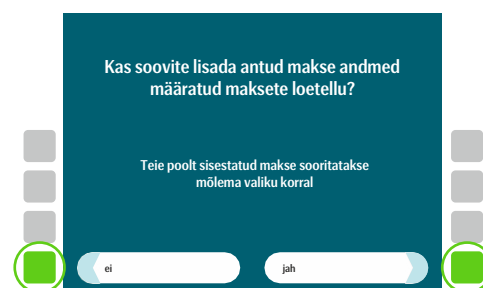 Kas soovite lisada antud makse andmed
määratud maksete loetellu?
Teie poolt sisestatud makse sooritatakse
mõlema valiku korral
ei
jah